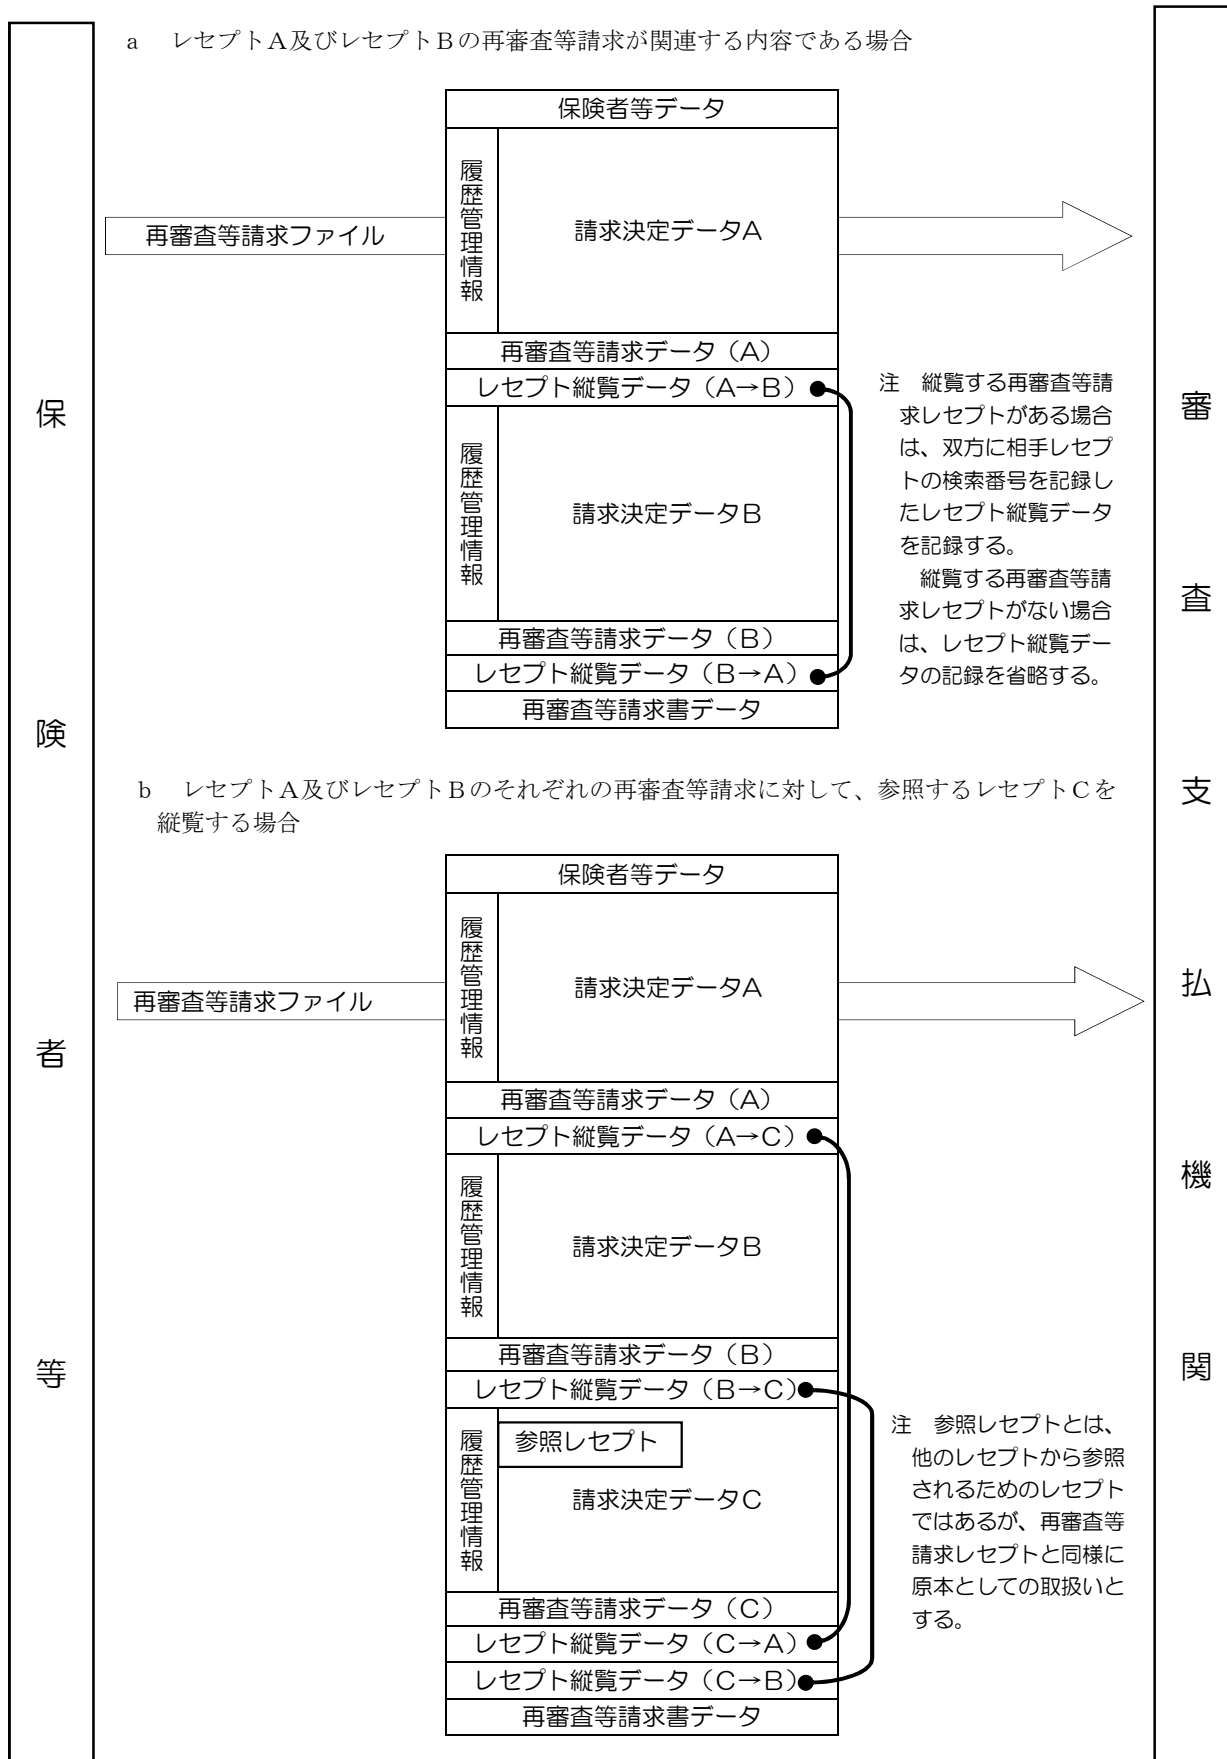 保険者等
a　レセプトA及びレセプトBの再審査等請求が関連する内容である場合
保険者等データ
履歴管理情報
請求決定データA
再審査等請求ファイル
再審査等請求データ（A）
レセプト縦覧データ（A→B）
履歴管理情報
請求決定データB
再審査等請求データ（B）
レセプト縦覧データ（B→A）
再審査等請求書データ
注　縦覧する再審査等請
求レセプトがある場合
は、双方に相手レセプ
トの検索番号を記録し
たレセプト縦覧データ
を記録する。
縦覧する再審査等請
求レセプトがない場合
は、レセプト縦覧デー
タの記録を省略する。
b　レセプトA及びレセプトBのそれぞれの再審査等請求に対して、参照するレセプトCを
縦覧する場合
保険者等データ
履歴管理情報
請求決定データA
再審査等請求ファイル
再審査等請求データ（A）
レセプト縦覧データ（A→C）
履歴管理情報
請求決定データB
再審査等請求データ（B）
レセプト縦覧データ（B→C）
履歴管理情報
参照レセプト
請求決定データC
再審査等請求データ（C）
レセプト縦覧データ（C→A）
レセプト縦覧データ（C→B）
再審査等請求書データ
注　参照レセプトとは、
他のレセプトから参照
されるためのレセプト
ではあるが、再審査等
請求レセプトと同様に
原本としての取扱いと
する。
審査支払機関